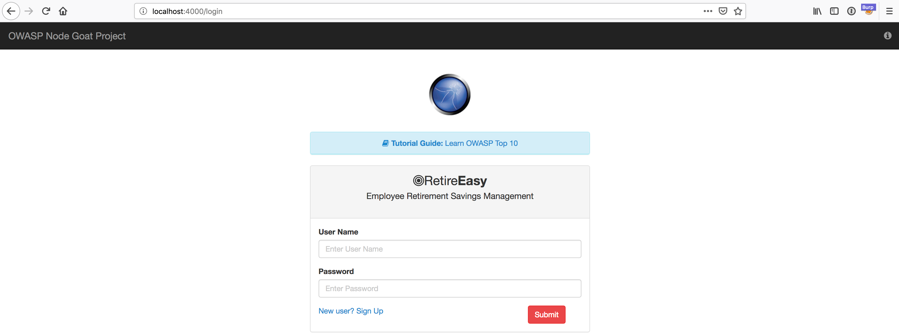 localhost:4000/login
Burp
OWASP Node Goat Project
Tutorial Guide: Learn OWASP Top 10
RetireEasy
Employee Retirement Savings Management
User Name
Enter User Name
Password
Enter Password
New user? Sign Up
Submit